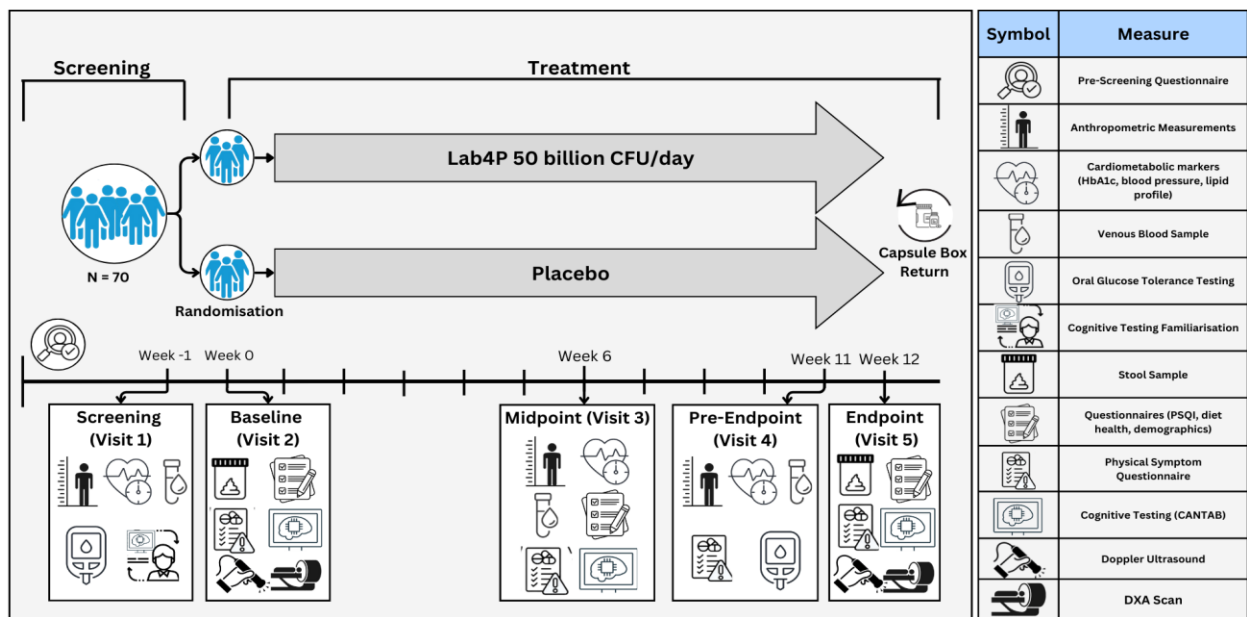 Screening
Treatment
Lab4P 50 billion CFU/day
N = 70
Placebo
Randomisation
Capsule Box
Return
Week -1
Week 0
Week 6
Week 11
Week 12
Screening
(Visit 1)
Baseline
(Visit 2)
Midpoint (Visit 3)
Pre-Endpoint
(Visit 4)
Endpoint
(Visit 5)
Symbol
Measure
Pre-Screening Questionnaire
Anthropometric Measurements
Cardiometabolic markers
(HbA1c, blood pressure, lipid
profile)
Venous Blood Sample
Oral Glucose Tolerance Testing
Cognitive Testing Familiarisation
Stool Sample
Questionnaires (PSQI, diet
health, demographics)
Physical Symptom
Questionnaire
Cognitive Testing (CANTAB)
Doppler Ultrasound
DXA Scan